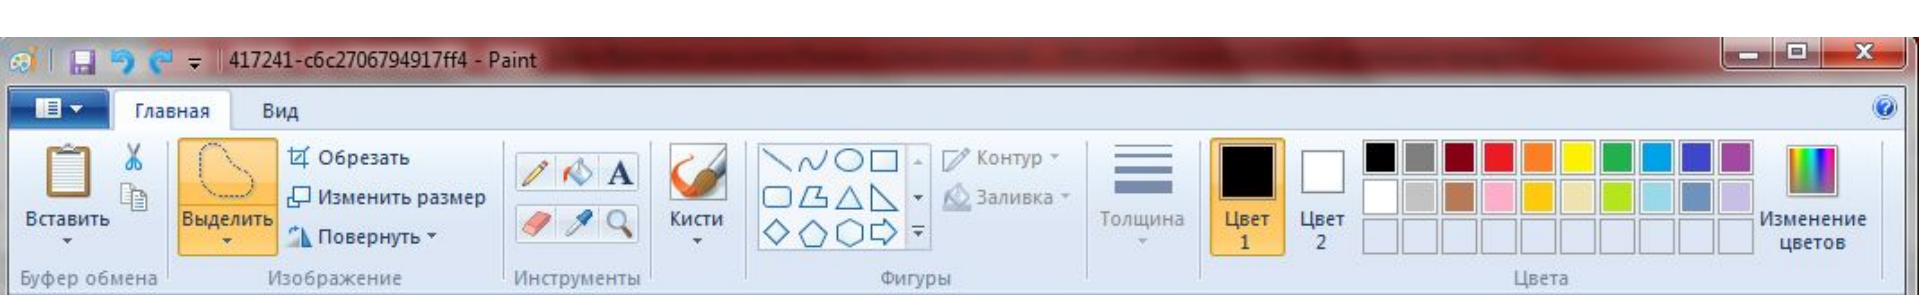 417241-c6c2706794917ff4 - Paint
Главная Вид
Вставить
Буфер обмена
Выделить
Обрезать
Изменить размер
Повернуть
Изображение
A
Инструменты
Кисти
Контур
Заливка
Фигуры
Толщина
Цвет
1
Цвет
2
Изменение
цветов
Цвета